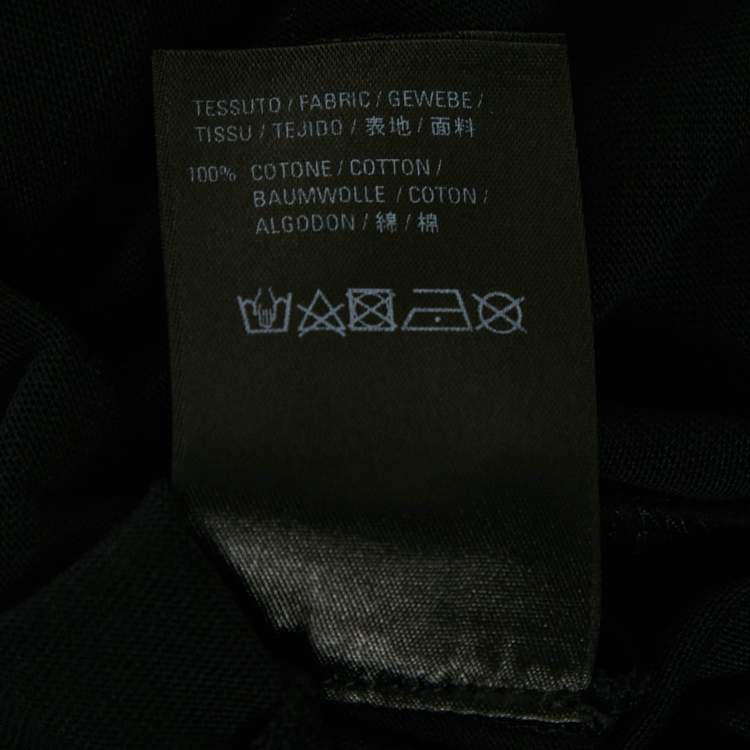 TESSUTO / FABRIC / GEWEBE /
TISSU / TEJIDO / 表地 / 面料
100% COTONE / COTTON /
BAUMWOLLE / COTON /
ALGODON / 綿 / 棉